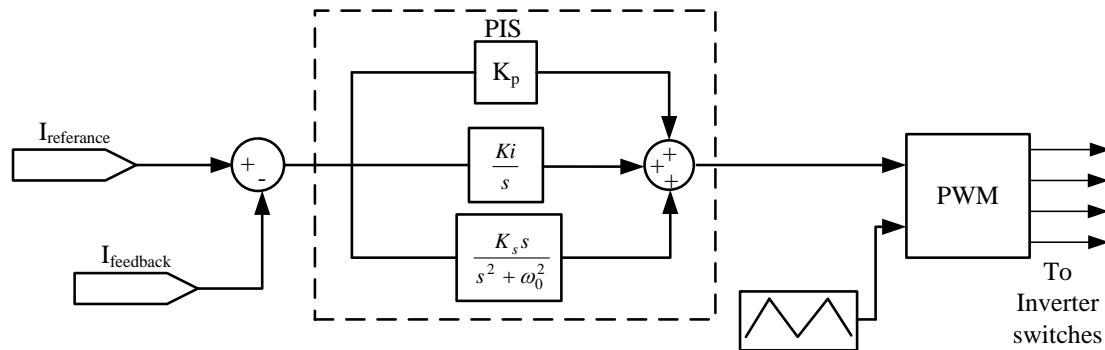 PIS
K_p
I_referance
+
-
Ki
s
+
+
+
PWM
K_s s
s^2 + ω_0^2
I_feedback
To
Inverter
switches